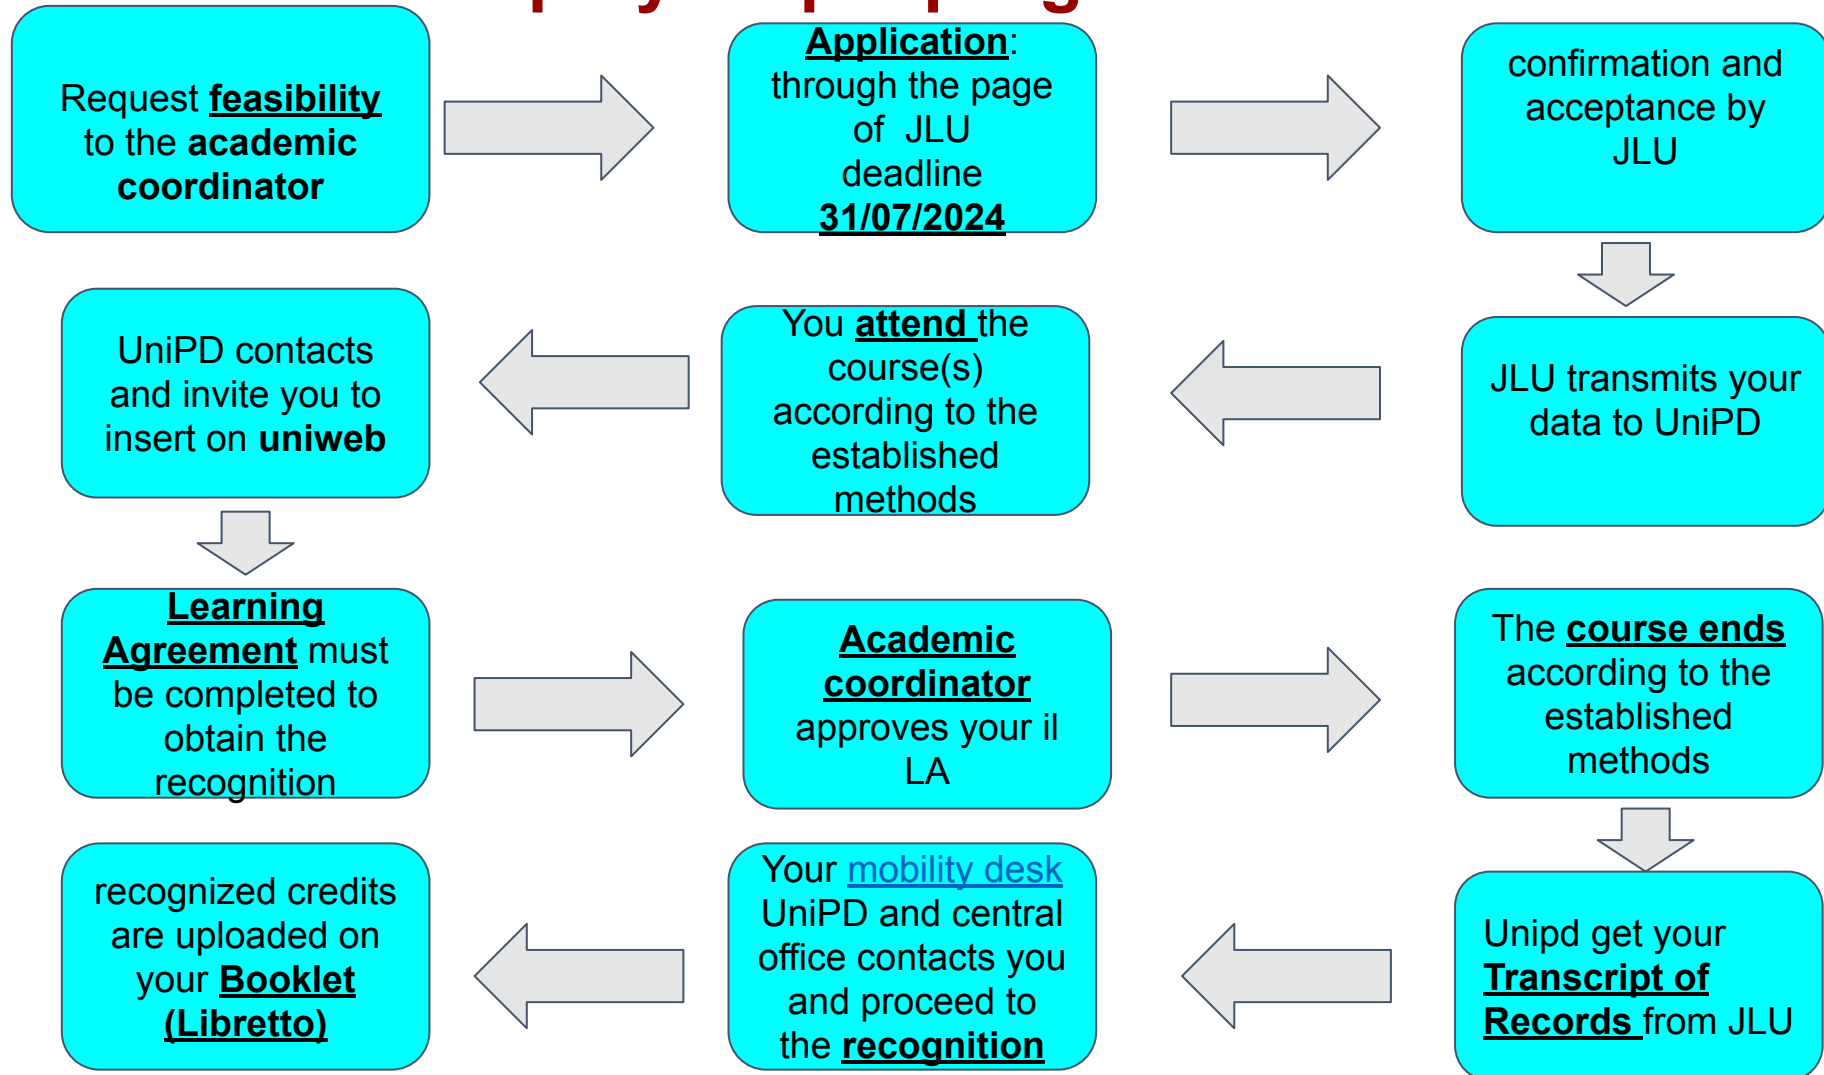 Request feasibility
to the academic
coordinator
Application:
through the page
of JLU
deadline
31/07/2024
confirmation and
acceptance by
JLU
UniPD contacts
and invite you to
insert on uniweb
You attend the
course(s)
according to the
established
methods
JLU transmits your
data to UniPD
Learning
Agreement must
be completed to
obtain the
recognition
Academic
coordinator
approves your il
LA
The course ends
according to the
established
methods
recognized credits
are uploaded on
your Booklet
(Libretto)
Your mobility desk
UniPD and central
office contacts you
and proceed to
the recognition
Unipd get your
Transcript of
Records from JLU